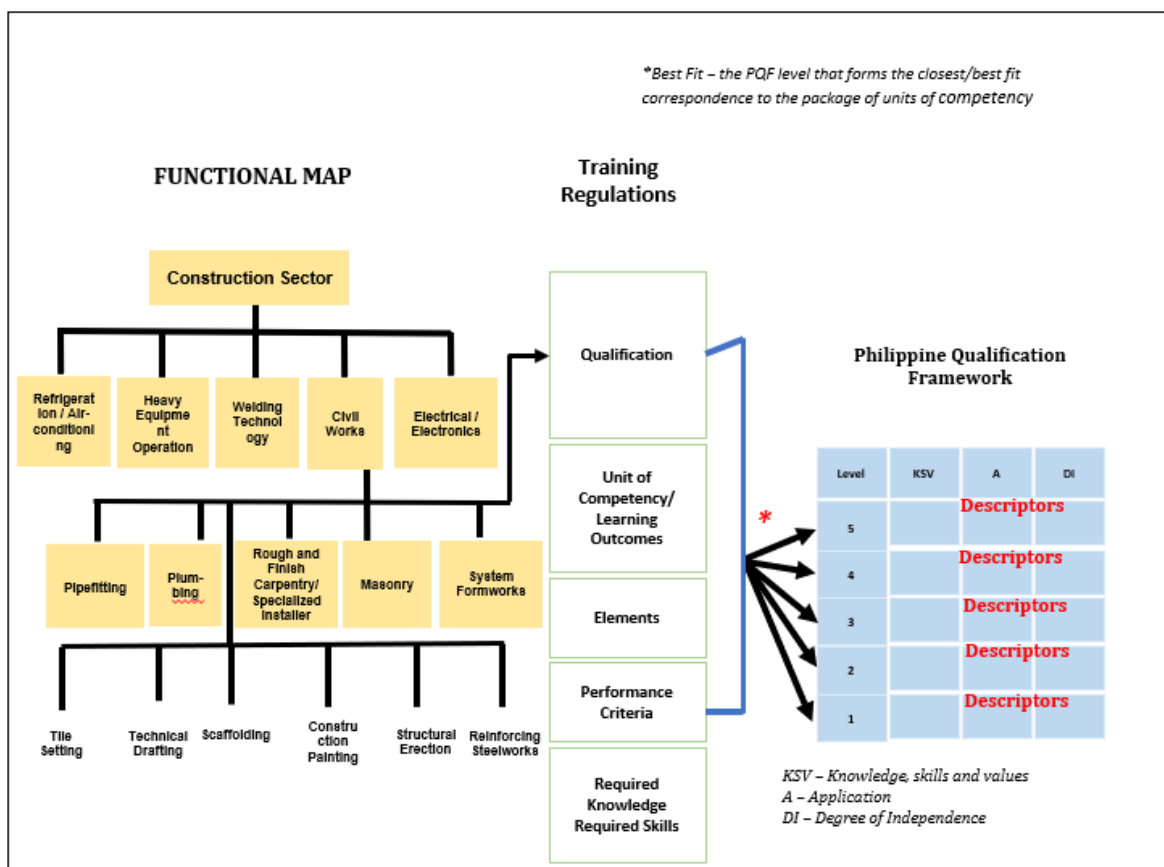 *Best Fit – the PQF level that forms the closest/best fit
correspondence to the package of units of competency
FUNCTIONAL MAP
Training
Regulations
Construction Sector
Refrigerat
ion / Air-
conditioni
ng
Heavy
Equipme
nt
Operation
Welding
Technol
ogy
Civil
Works
Electrical /
Electronics
Pipefitting
Plum-
bing
Rough and
Finish
Carpentry/
Specialized
Installer
Masonry
System
Formworks
Tile
Setting
Technical
Drafting
Scaffolding
Constru
ction
Painting
Structural
Erection
Reinforcing
Steelworks
Qualification
Unit of
Competency/
Learning
Outcomes
Elements
Performance
Criteria
Required
Knowledge
Required Skills
Philippine Qualification
Framework
*
Level KSV A DI
5 Descriptors
4 Descriptors
3 Descriptors
2 Descriptors
1 Descriptors
KSV – Knowledge, skills and values
A – Application
DI – Degree of Independence